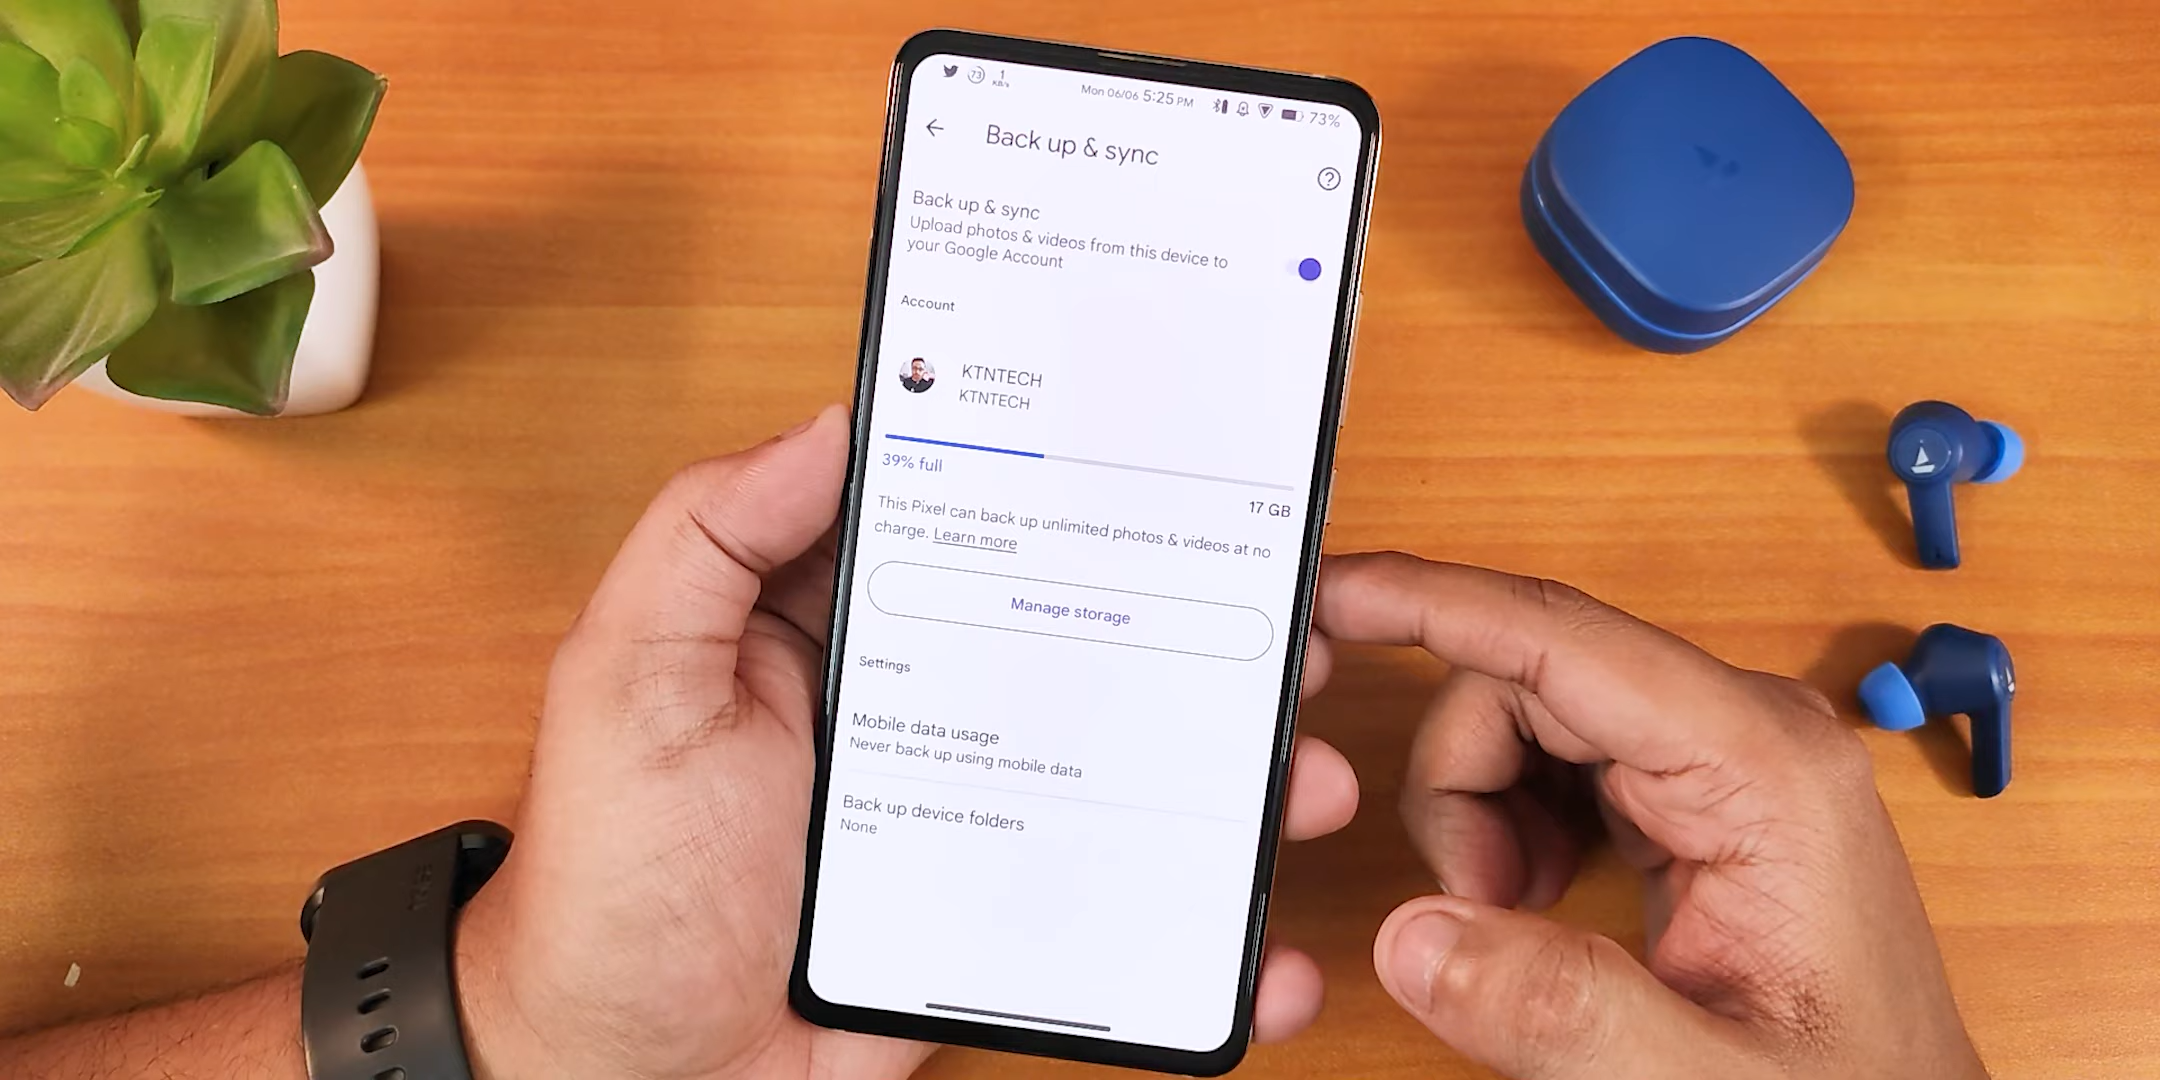 73
1
KB/s
Mon 06/06 5:25 PM
73%
Back up & sync
Back up & sync
Upload photos & videos from this device to
your Google Account
Account
KTNTECH
KTNTECH
39% full
17 GB
This Pixel can back up unlimited photos & videos at no
charge. Learn more
Manage storage
Settings
Mobile data usage
Never back up using mobile data
Back up device folders
None